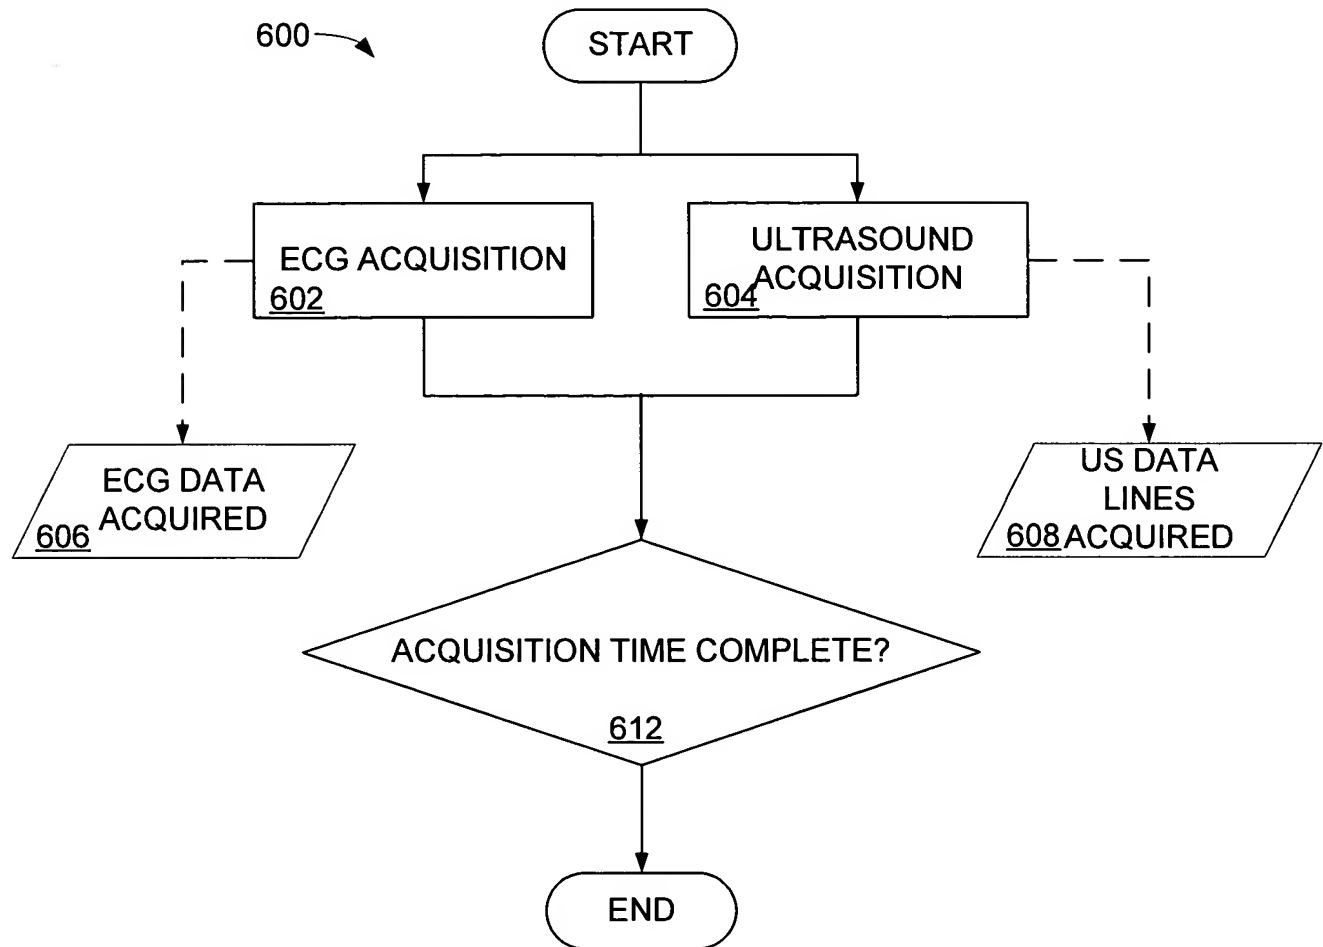 600
START
ECG ACQUISITION
602
ULTRASOUND
ACQUISITION
604
ECG DATA
ACQUIRED
606
US DATA
LINES
ACQUIRED
608
ACQUISITION TIME COMPLETE?
612
END